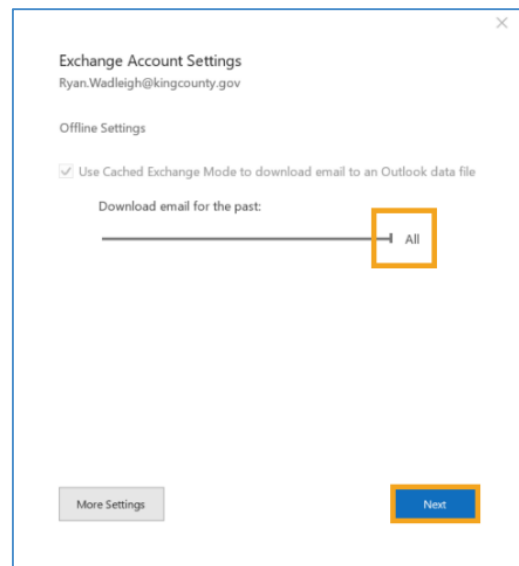 Exchange Account Settings
Ryan.Wadleigh@kingcounty.gov
Offline Settings
Use Cached Exchange Mode to download email to an Outlook data file
Download email for the past:
All
More Settings
Next